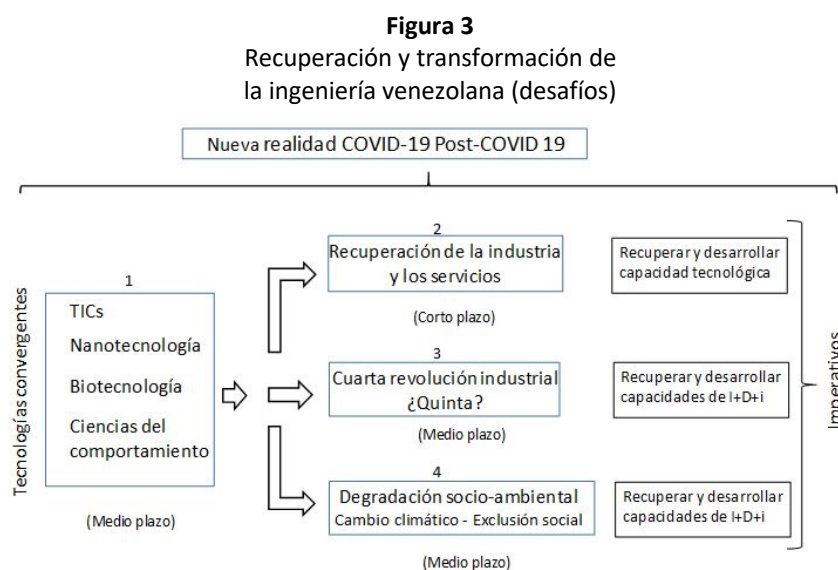 Figura 3
Recuperación y transformación de
la ingeniería venezolana (desafíos)
Nueva realidad COVID-19 Post-COVID 19
Tecnologías convergentes
1
TICs
Nanotecnología
Biotecnología
Ciencias del
comportamiento
(Medio plazo)
2
Recuperación de la industria
y los servicios
(Corto plazo)
Recuperar y desarrollar
capacidad tecnológica
3
Cuarta revolución industrial
¿Quinta?
(Medio plazo)
Recuperar y desarrollar
capacidades de I+D+i
4
Degradación socio-ambiental
Cambio climático - Exclusión social
(Medio plazo)
Recuperar y desarrollar
capacidades de I+D+i
Imperativos